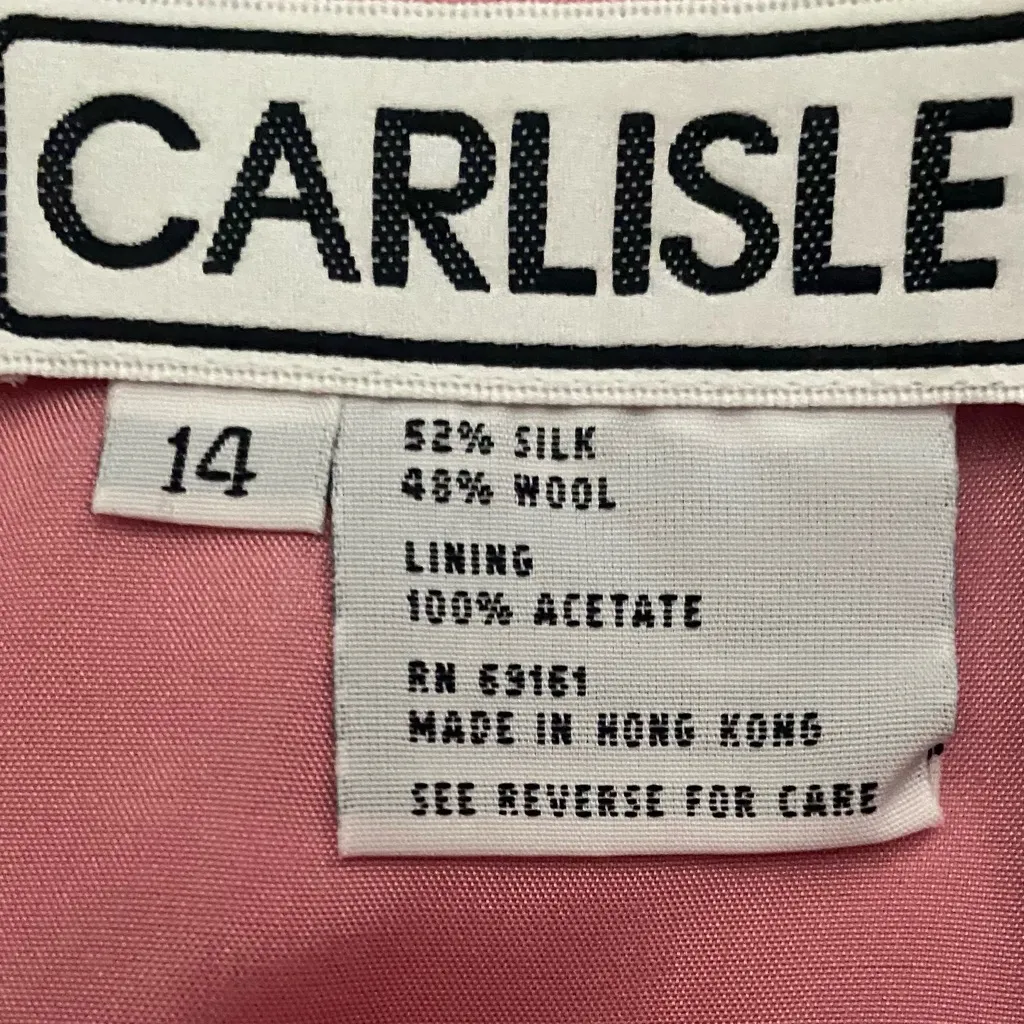 CARLISLE
14
52% SILK
48% WOOL
LINING
100% ACETATE
RN 69161
MADE IN HONG KONG
SEE REVERSE FOR CARE